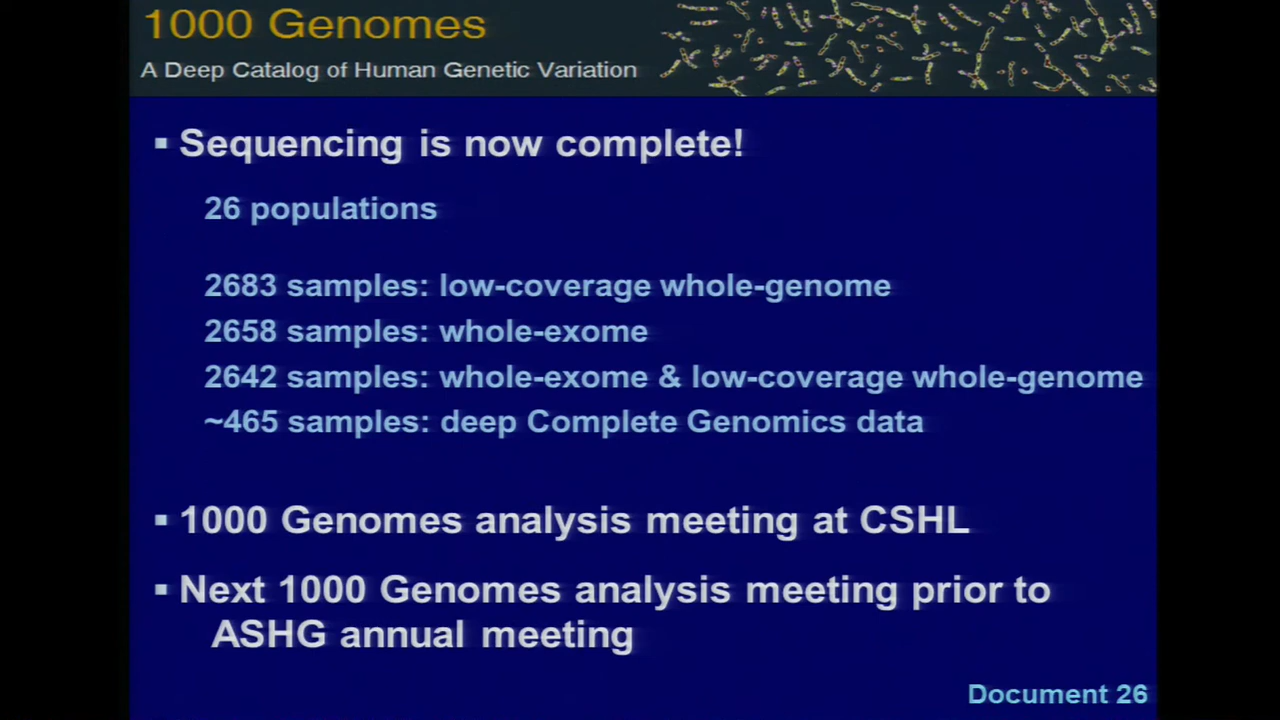 1000 Genomes
A Deep Catalog of Human Genetic Variation
▪ Sequencing is now complete!
26 populations
2683 samples: low-coverage whole-genome
2658 samples: whole-exome
2642 samples: whole-exome & low-coverage whole-genome
~465 samples: deep Complete Genomics data
▪ 1000 Genomes analysis meeting at CSHL
▪ Next 1000 Genomes analysis meeting prior to
ASHG annual meeting
Document 26